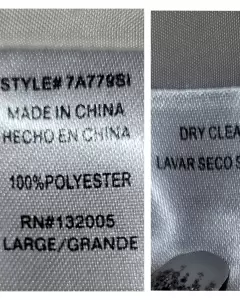 STYLE# 7A779SI
MADE IN CHINA
HECHO EN CHINA
100%POLYESTER
RN#132005
LARGE/GRANDE
DRY CLEA
LAVAR SECO S